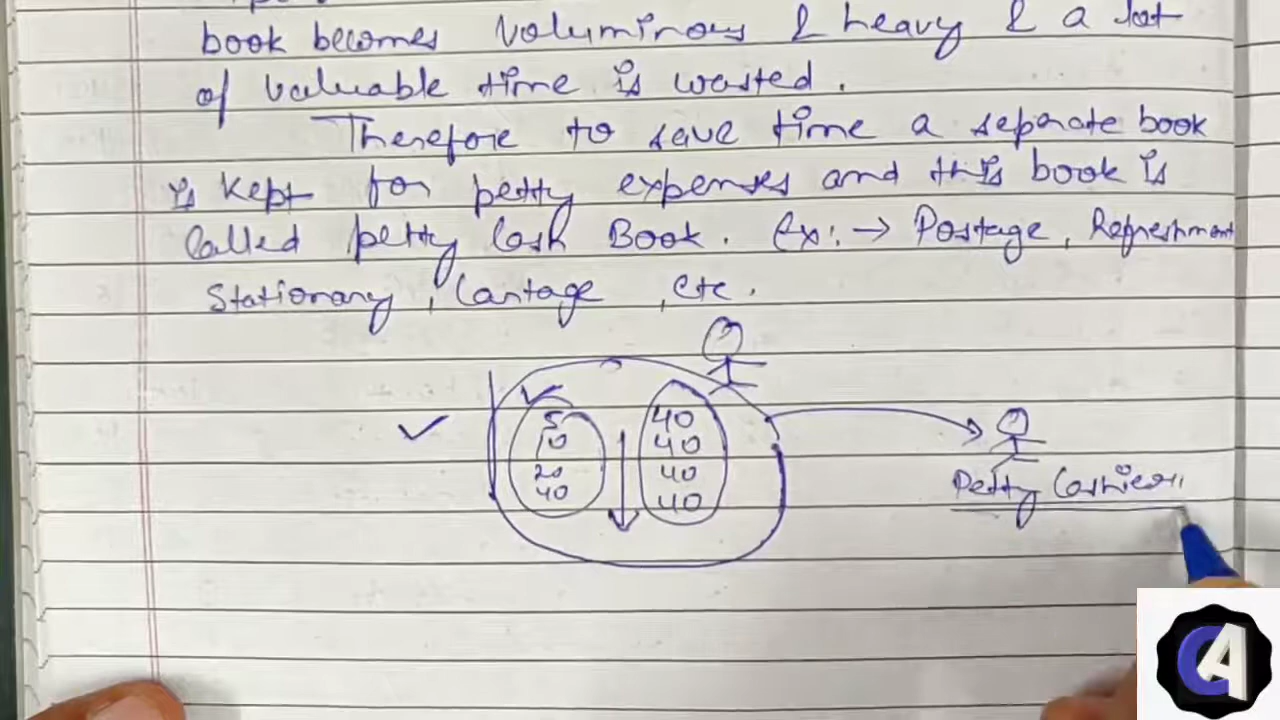 book becomes voluminous & heavy & a lot
of valuable time is wasted.
Therefore to save time a seperate book
is kept for petty expenses and this book is
called petty Cash Book. Ex:→ Postage, Refreshment
Stationary, Cartage, etc.
5 40
10 40
20 40
40 40
Petty Cashier
CA